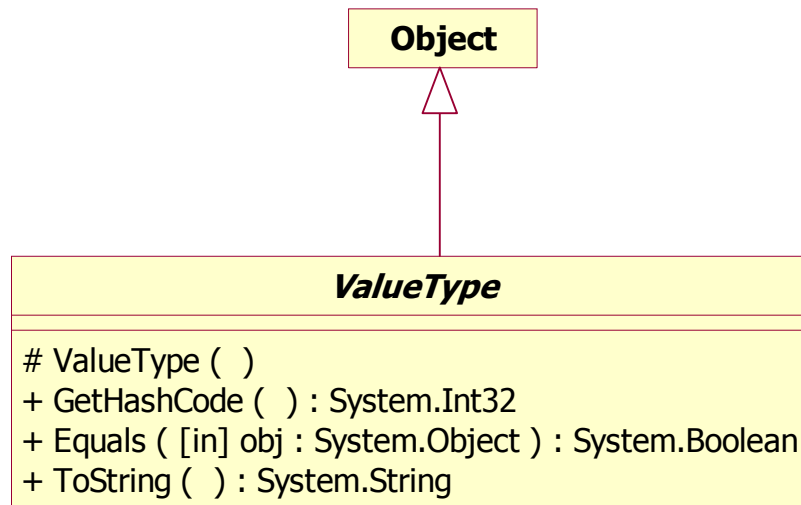 Object
ValueType
# ValueType ( )
+ GetHashCode ( ) : System.Int32
+ Equals ( [in] obj : System.Object ) : System.Boolean
+ ToString ( ) : System.String